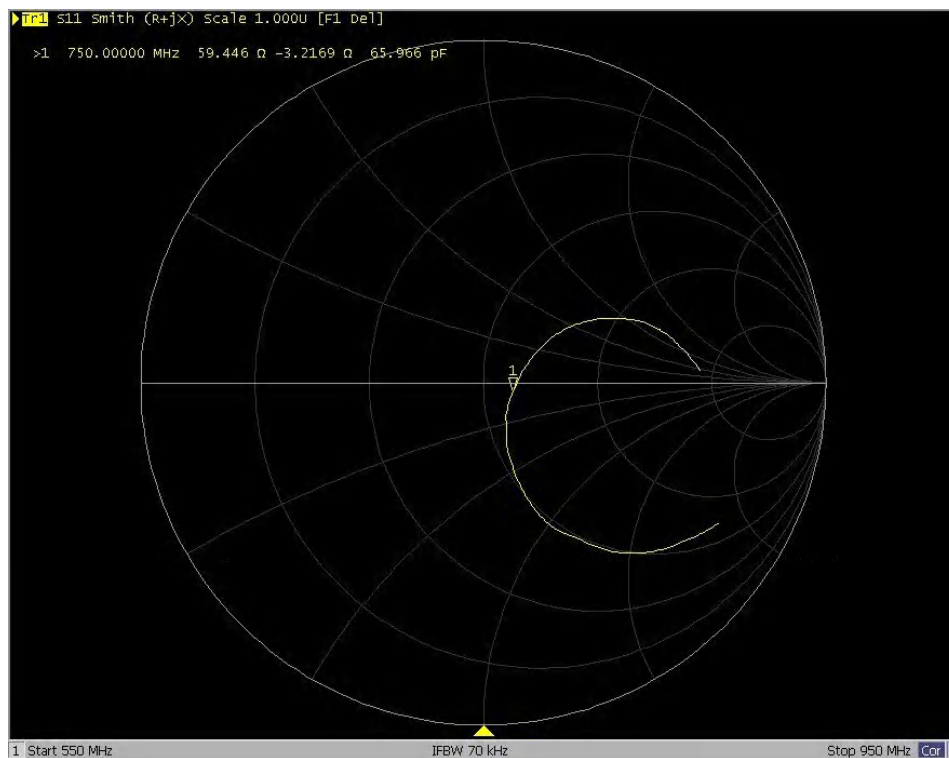 Tr1 S11 Smith (R+jX) Scale 1.000U [F1 Del]
>1 750.00000 MHz 59.446 Ω -3.2169 Ω 65.966 pF
1
1 Start 550 MHz IFBW 70 kHz Stop 950 MHz Cor